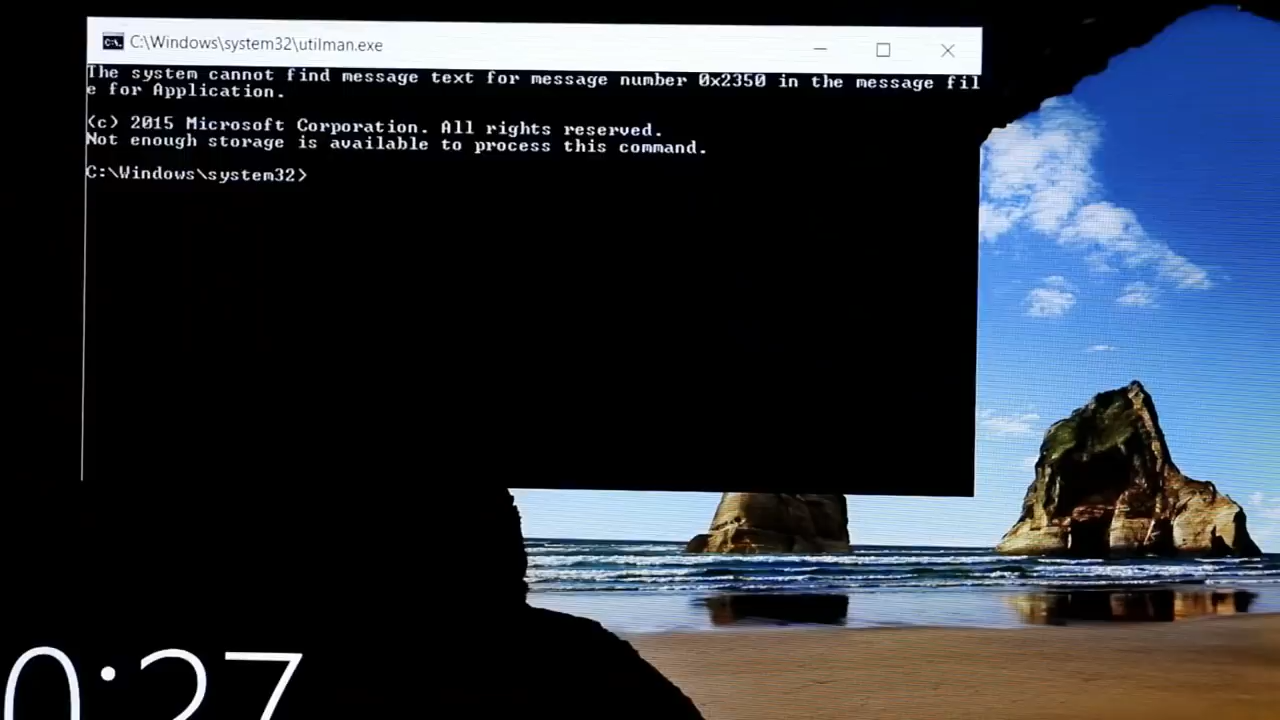 C:\Windows\system32\utilman.exe
The system cannot find message text for message number 0x2350 in the message fil
e for Application.
(c) 2015 Microsoft Corporation. All rights reserved.
Not enough storage is available to process this command.
C:\Windows\system32>
0:27